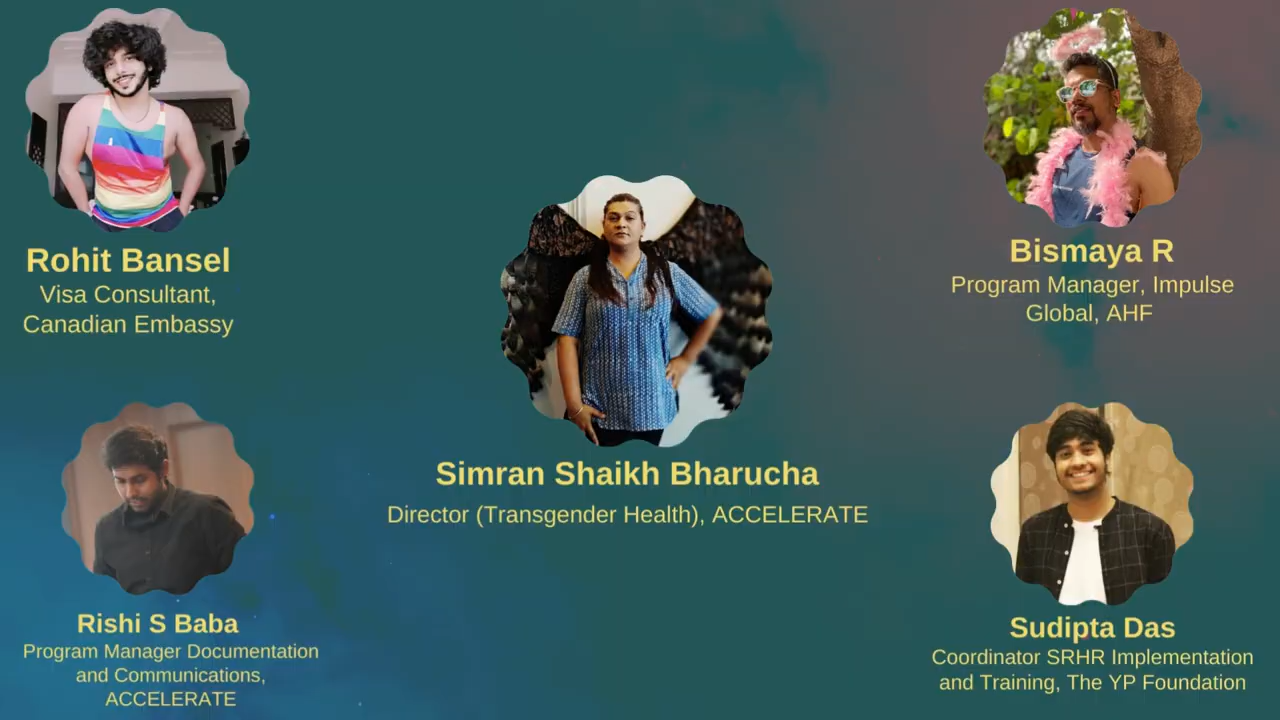 Rohit Bansel
Visa Consultant,
Canadian Embassy
Bismaya R
Program Manager, Impulse
Global, AHF
Simran Shaikh Bharucha
Director (Transgender Health), ACCELERATE
Rishi S Baba
Program Manager Documentation
and Communications,
ACCELERATE
Sudipta Das
Coordinator SRHR Implementation
and Training, The YP Foundation